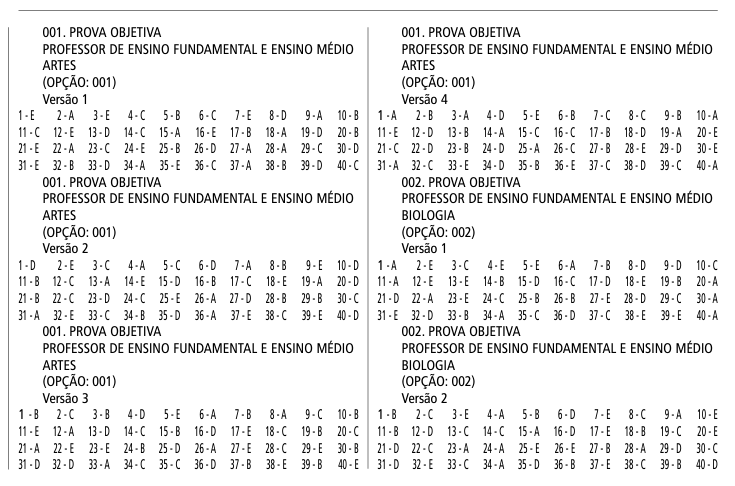 001. PROVA OBJETIVA
PROFESSOR DE ENSINO FUNDAMENTAL E ENSINO MÉDIO
ARTES
(OPÇÃO: 001)
Versão 1
1 - E 2 - A 3 - E 4 - C 5 - B 6 - C 7 - E 8 - D 9 - A 10 - B
11 - C 12 - E 13 - D 14 - C 15 - A 16 - E 17 - B 18 - A 19 - D 20 - B
21 - E 22 - A 23 - C 24 - E 25 - B 26 - D 27 - A 28 - A 29 - C 30 - D
31 - E 32 - B 33 - D 34 - A 35 - E 36 - C 37 - A 38 - B 39 - D 40 - C
001. PROVA OBJETIVA
PROFESSOR DE ENSINO FUNDAMENTAL E ENSINO MÉDIO
ARTES
(OPÇÃO: 001)
Versão 2
1 - D 2 - E 3 - C 4 - A 5 - C 6 - D 7 - A 8 - B 9 - E 10 - D
11 - B 12 - C 13 - A 14 - E 15 - D 16 - B 17 - C 18 - E 19 - A 20 - D
21 - B 22 - C 23 - D 24 - C 25 - E 26 - A 27 - D 28 - B 29 - B 30 - C
31 - A 32 - E 33 - C 34 - B 35 - D 36 - A 37 - E 38 - C 39 - E 40 - D
001. PROVA OBJETIVA
PROFESSOR DE ENSINO FUNDAMENTAL E ENSINO MÉDIO
ARTES
(OPÇÃO: 001)
Versão 3
1 - B 2 - C 3 - B 4 - D 5 - E 6 - A 7 - B 8 - A 9 - C 10 - B
11 - E 12 - A 13 - D 14 - C 15 - B 16 - D 17 - E 18 - C 19 - B 20 - C
21 - A 22 - E 23 - E 24 - B 25 - D 26 - A 27 - E 28 - C 29 - E 30 - B
31 - D 32 - D 33 - A 34 - C 35 - C 36 - D 37 - B 38 - E 39 - B 40 - E
001. PROVA OBJETIVA
PROFESSOR DE ENSINO FUNDAMENTAL E ENSINO MÉDIO
ARTES
(OPÇÃO: 001)
Versão 4
1 - A 2 - B 3 - A 4 - D 5 - E 6 - B 7 - C 8 - C 9 - B 10 - A
11 - E 12 - D 13 - B 14 - A 15 - C 16 - C 17 - B 18 - D 19 - A 20 - E
21 - C 22 - D 23 - B 24 - D 25 - A 26 - C 27 - B 28 - E 29 - D 30 - E
31 - A 32 - C 33 - E 34 - D 35 - B 36 - E 37 - C 38 - D 39 - C 40 - A
002. PROVA OBJETIVA
PROFESSOR DE ENSINO FUNDAMENTAL E ENSINO MÉDIO
BIOLOGIA
(OPÇÃO: 002)
Versão 1
1 - A 2 - E 3 - C 4 - E 5 - E 6 - A 7 - B 8 - D 9 - D 10 - C
11 - A 12 - E 13 - E 14 - B 15 - D 16 - C 17 - D 18 - B 19 - B 20 - A
21 - D 22 - A 23 - E 24 - C 25 - B 26 - B 27 - E 28 - D 29 - C 30 - A
31 - E 32 - D 33 - B 34 - A 35 - C 36 - D 37 - C 38 - E 39 - E 40 - A
002. PROVA OBJETIVA
PROFESSOR DE ENSINO FUNDAMENTAL E ENSINO MÉDIO
BIOLOGIA
(OPÇÃO: 002)
Versão 2
1 - B 2 - C 3 - E 4 - A 5 - B 6 - D 7 - E 8 - C 9 - A 10 - E
11 - B 12 - D 13 - C 14 - C 15 - A 16 - D 17 - E 18 - B 19 - C 20 - E
21 - D 22 - C 23 - A 24 - A 25 - E 26 - E 27 - B 28 - A 29 - D 30 - C
31 - D 32 - E 33 - C 34 - A 35 - D 36 - B 37 - E 38 - C 39 - B 40 - D